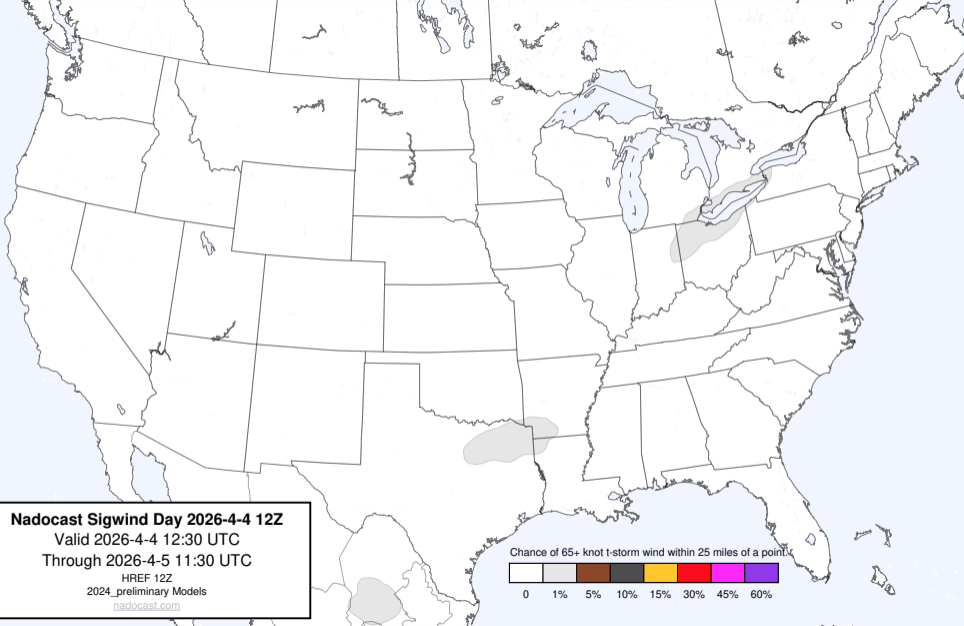 Nadocast Sigwind Day 2026-4-4 12Z
Valid 2026-4-4 12:30 UTC
Through 2026-4-5 11:30 UTC
HREF 12Z
2024_preliminary Models
nadocast.com
Chance of 65+ knot t-storm wind within 25 miles of a point.
0 1% 5% 10% 15% 30% 45% 60%